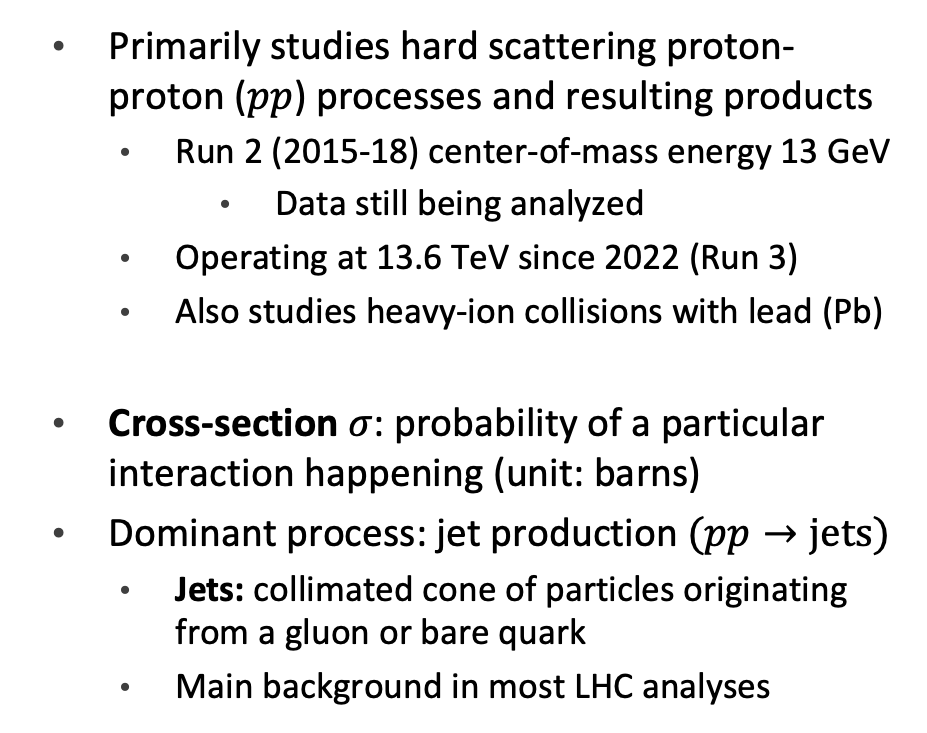 • Primarily studies hard scattering proton-
proton (pp) processes and resulting products
• Run 2 (2015-18) center-of-mass energy 13 GeV
• Data still being analyzed
• Operating at 13.6 TeV since 2022 (Run 3)
• Also studies heavy-ion collisions with lead (Pb)
• Cross-section σ: probability of a particular
interaction happening (unit: barns)
• Dominant process: jet production (pp → jets)
• Jets: collimated cone of particles originating
from a gluon or bare quark
• Main background in most LHC analyses